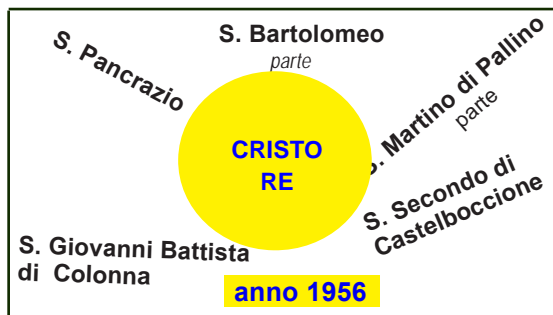 S. Pancrazio
S. Bartolomeo
parte
S. Martino di Pallino
parte
CRISTO
RE
S. Secondo di
Castelboccione
S. Giovanni Battista
di Colonna
anno 1956